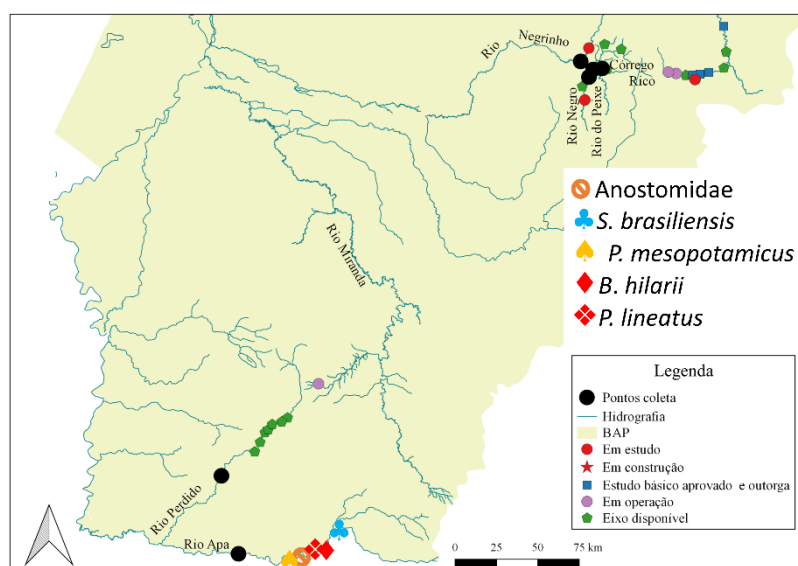 Rio
Negrinho
Córrego
Rico
Rio Negro
Rio do Peixe
Rio Miranda
Anostomidae
S. brasiliensis
P. mesopotamicus
B. hilarii
P. lineatus
Legenda
Pontos coleta
Hidrografia
BAP
Em estudo
Em construção
Estudo básico aprovado e outorga
Em operação
Eixo disponível
Rio Perdido
Rio Apa
0 25 50 75 km